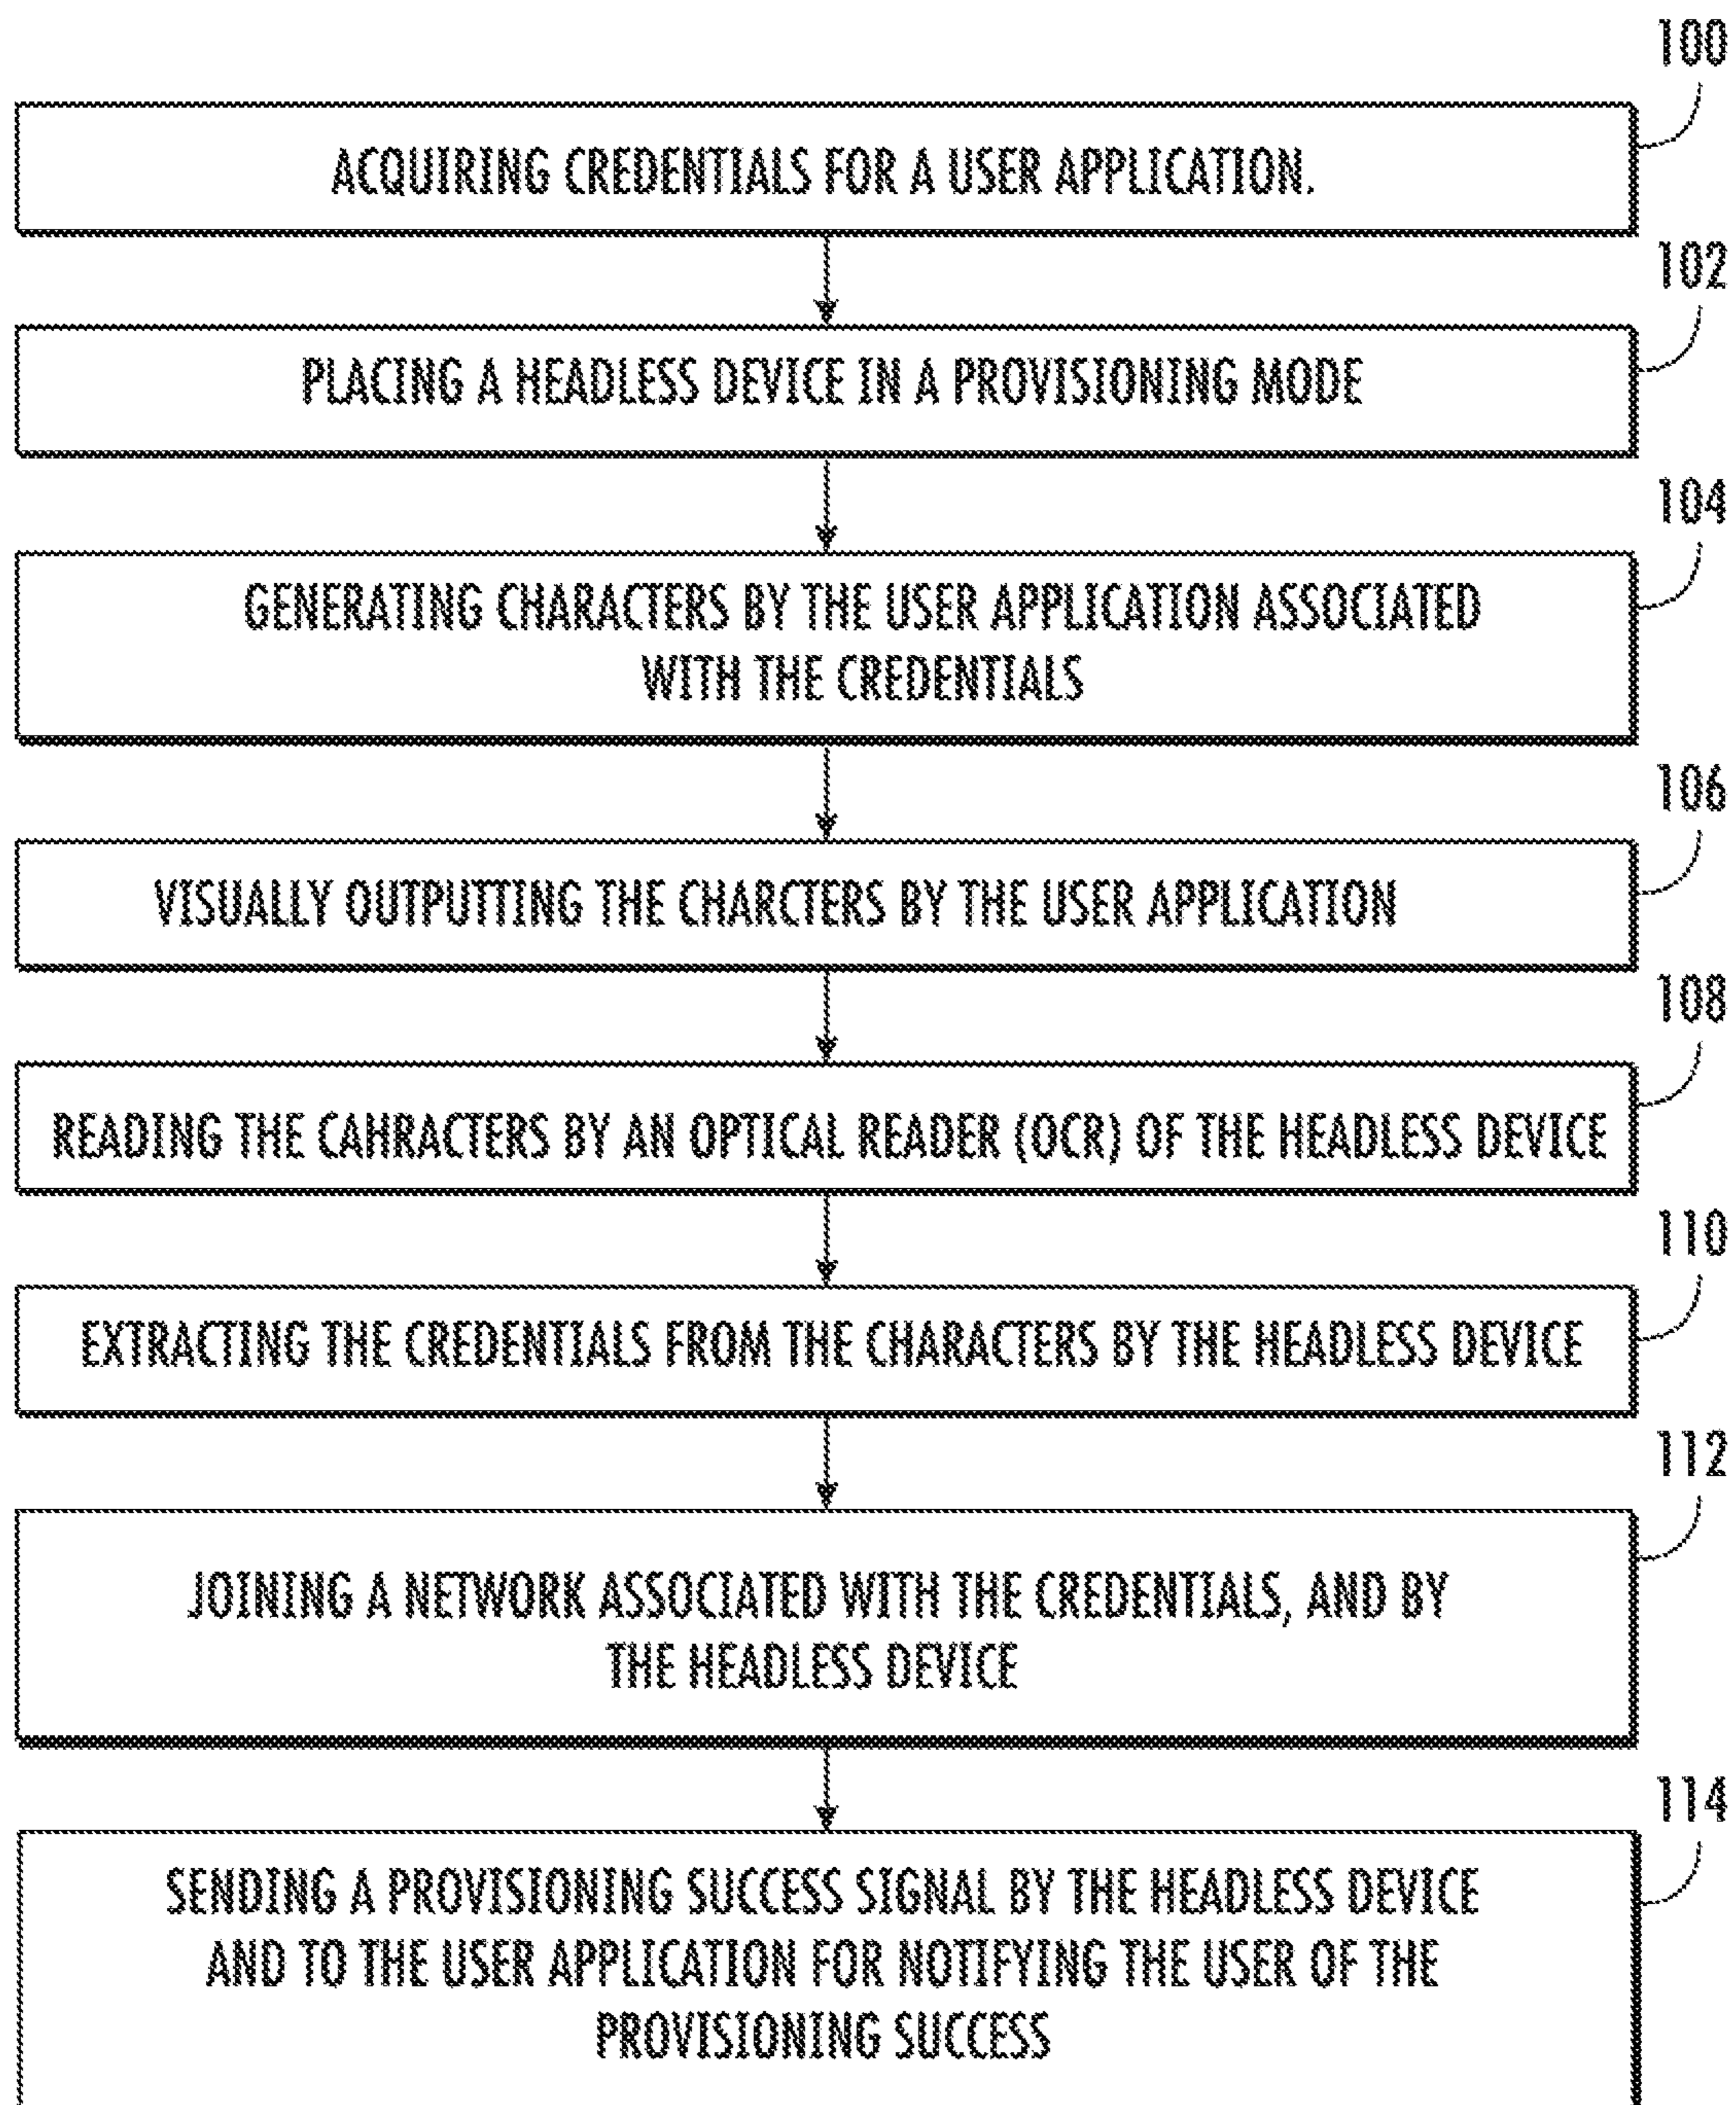 100
ACQUIRING CREDENTIALS FOR A USER APPLICATION.
102
PLACING A HEADLESS DEVICE IN A PROVISIONING MODE
104
GENERATING CHARACTERS BY THE USER APPLICATION ASSOCIATED
WITH THE CREDENTIALS
106
VISUALLY OUTPUTTING THE CHARCTERS BY THE USER APPLICATION
108
READING THE CAHRACTERS BY AN OPTICAL READER (OCR) OF THE HEADLESS DEVICE
110
EXTRACTING THE CREDENTIALS FROM THE CHARACTERS BY THE HEADLESS DEVICE
112
JOINING A NETWORK ASSOCIATED WITH THE CREDENTIALS, AND BY
THE HEADLESS DEVICE
114
SENDING A PROVISIONING SUCCESS SIGNAL BY THE HEADLESS DEVICE
AND TO THE USER APPLICATION FOR NOTIFYING THE USER OF THE
PROVISIONING SUCCESS